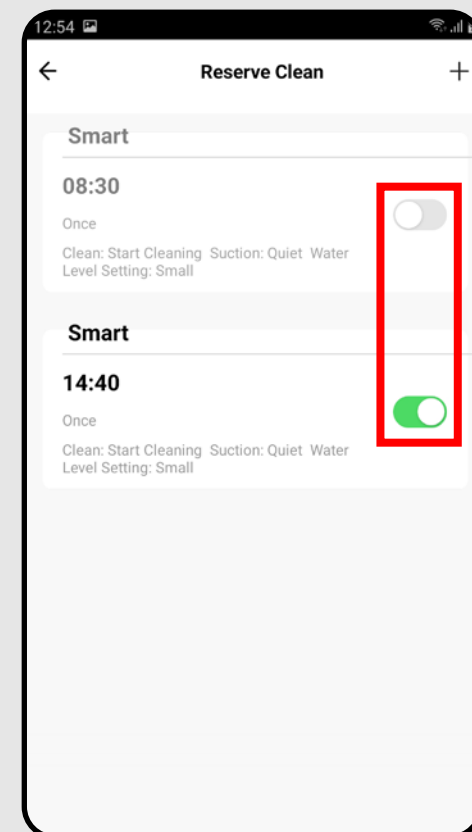 12:54
Reserve Clean
Smart
08:30
Once
Clean: Start Cleaning Suction: Quiet Water
Level Setting: Small
Smart
14:40
Once
Clean: Start Cleaning Suction: Quiet Water
Level Setting: Small